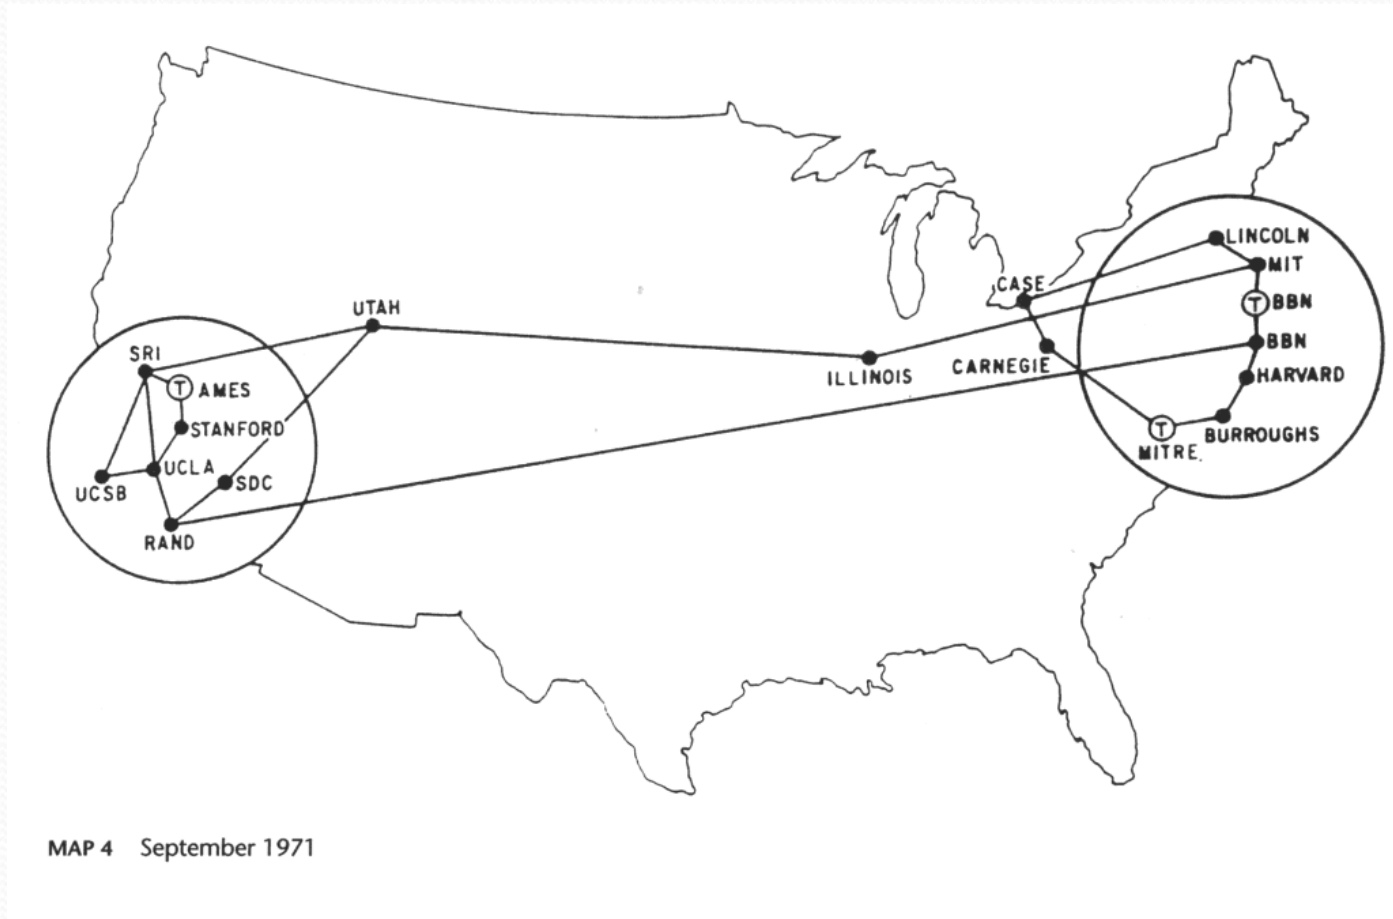 LINCOLN
MIT
T BBN
CASE
UTAH
BBN
SRI
CARNEGIE
ILLINOIS
HARVARD
T AMES
STANFORD
T
BURROUGHS
MITRE.
UCLA
SDC
UCSB
RAND
MAP 4 September 1971